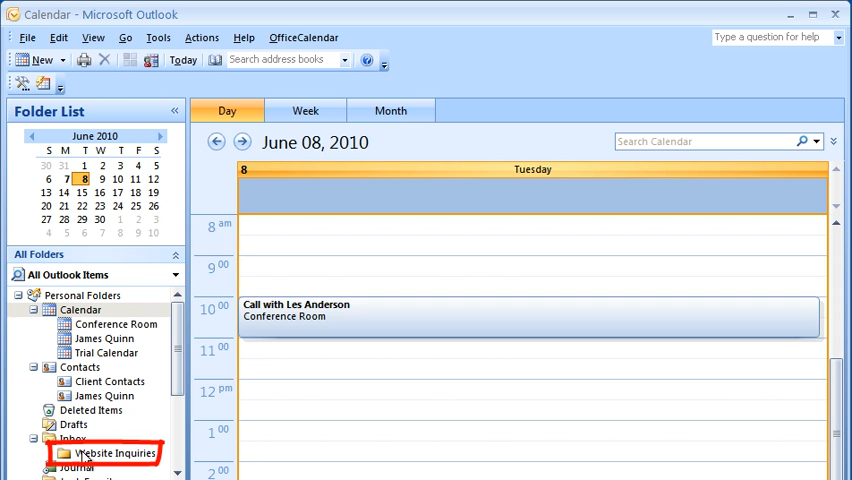 Calendar - Microsoft Outlook
File Edit View Go Tools Actions Help OfficeCalendar
Type a question for help
New Today Search address books
Folder List
Day Week Month
June 2010
S M T W T F S
30 31 1 2 3 4 5
6 7 8 9 10 11 12
13 14 15 16 17 18 19
20 21 22 23 24 25 26
27 28 29 30 1 2 3
4 5 6 7 8 9 10
June 08, 2010
Search Calendar
8 Tuesday
All Folders
All Outlook Items
Personal Folders
Calendar
Conference Room
James Quinn
Trial Calendar
Contacts
Client Contacts
James Quinn
Deleted Items
Drafts
Inbox
Website Inquiries
Journal
8 am
9 00
10 00
Call with Les Anderson
Conference Room
11 00
12 pm
1 00
2 00